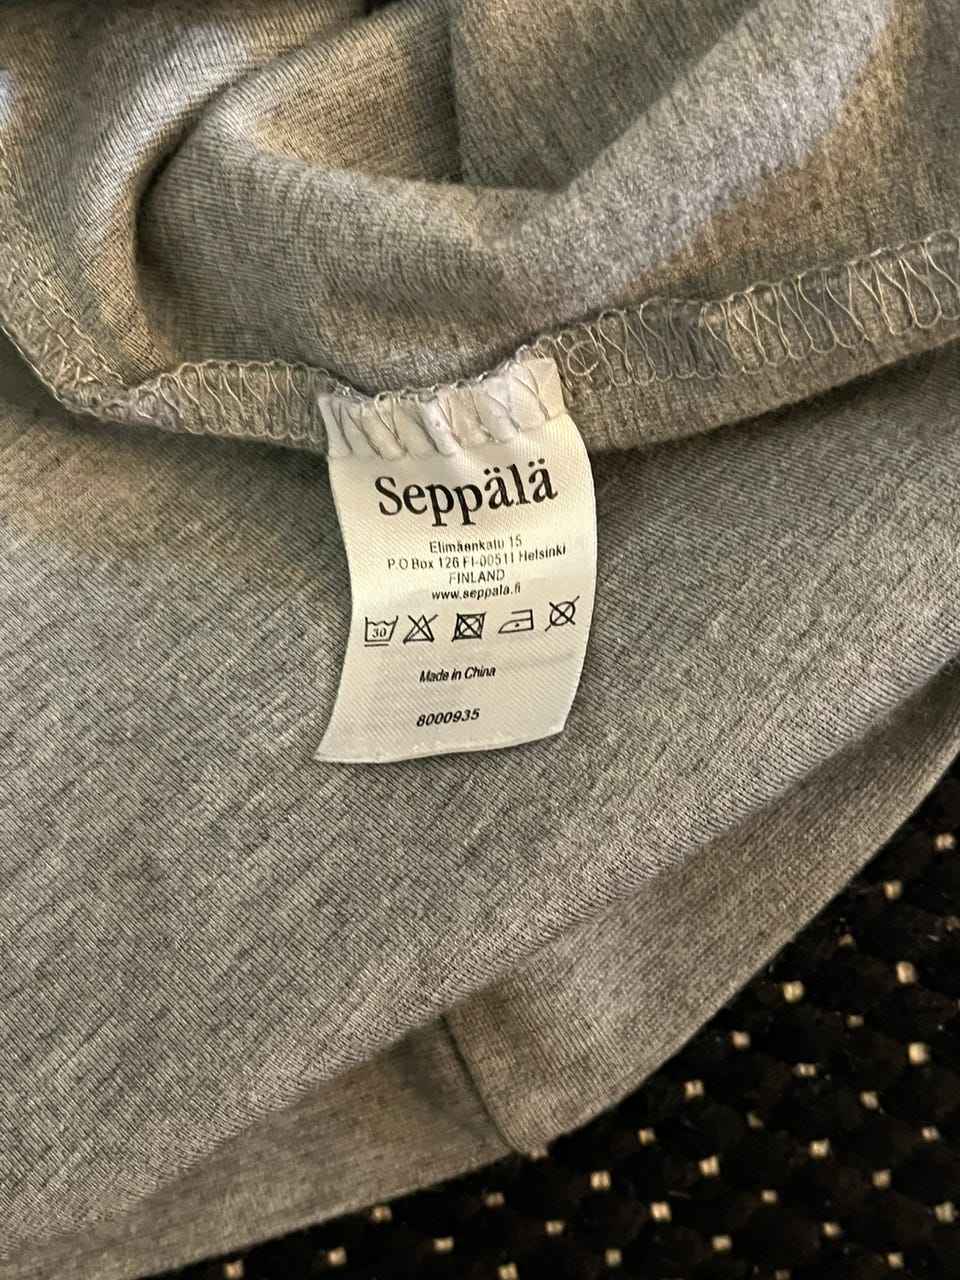 Seppälä
Elimäenkatu 15
P.O Box 126 FI-00511 Helsinki
FINLAND
www.seppala.fi
30
Made in China
8000935